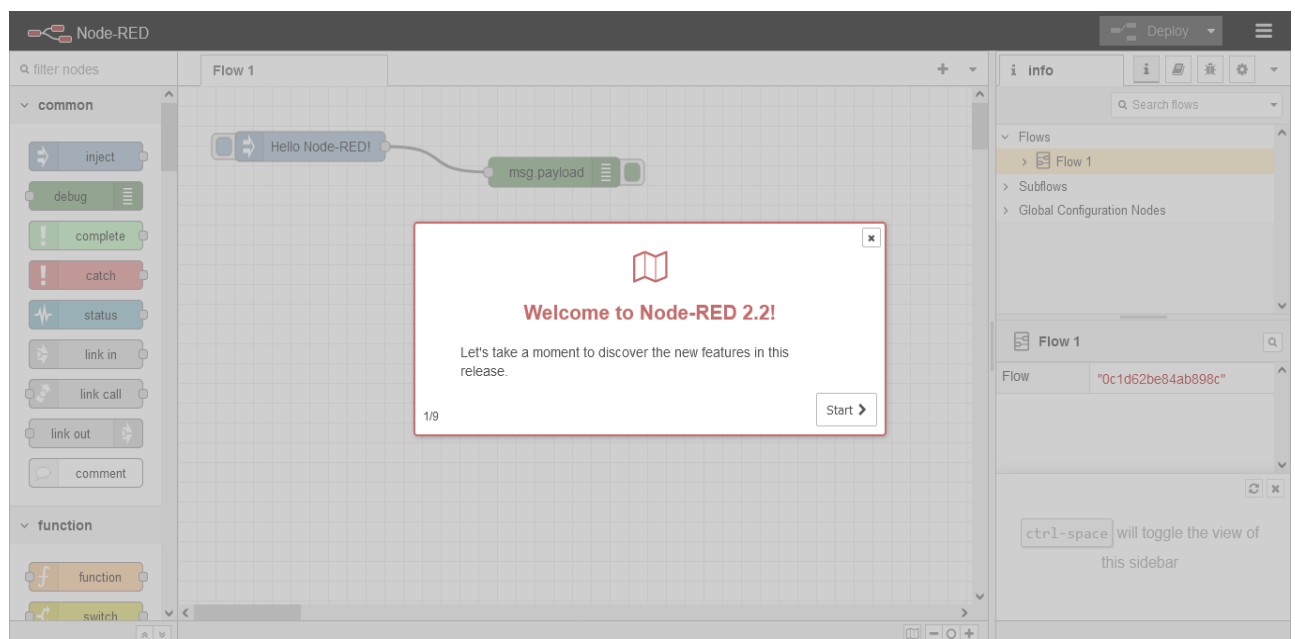 Node-RED
Deploy
filter nodes
Flow 1
i info
i
common
Search flows
Flows
Flow 1
Subflows
Global Configuration Nodes
inject
debug
complete
catch
status
link in
link call
link out
comment
function
function
switch
Hello Node-RED!
msg.payload
Welcome to Node-RED 2.2!
Let's take a moment to discover the new features in this
release.
1/9
Start
Flow 1
Flow "0c1d62be84ab898c"
ctrl-space will toggle the view of
this sidebar